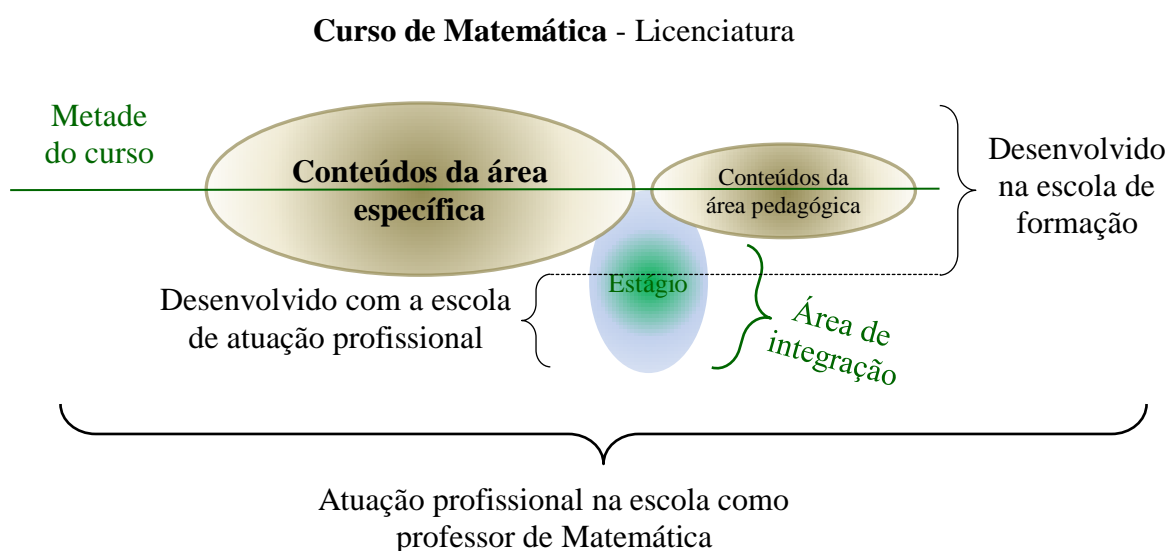 Curso de Matemática - Licenciatura
Metade
do curso
Conteúdos da área
específica
Conteúdos da
área pedagógica
Desenvolvido
na escola de
formação
Estágio
Desenvolvido com a escola
de atuação profissional
Área de
integração
Atuação profissional na escola como
professor de Matemática